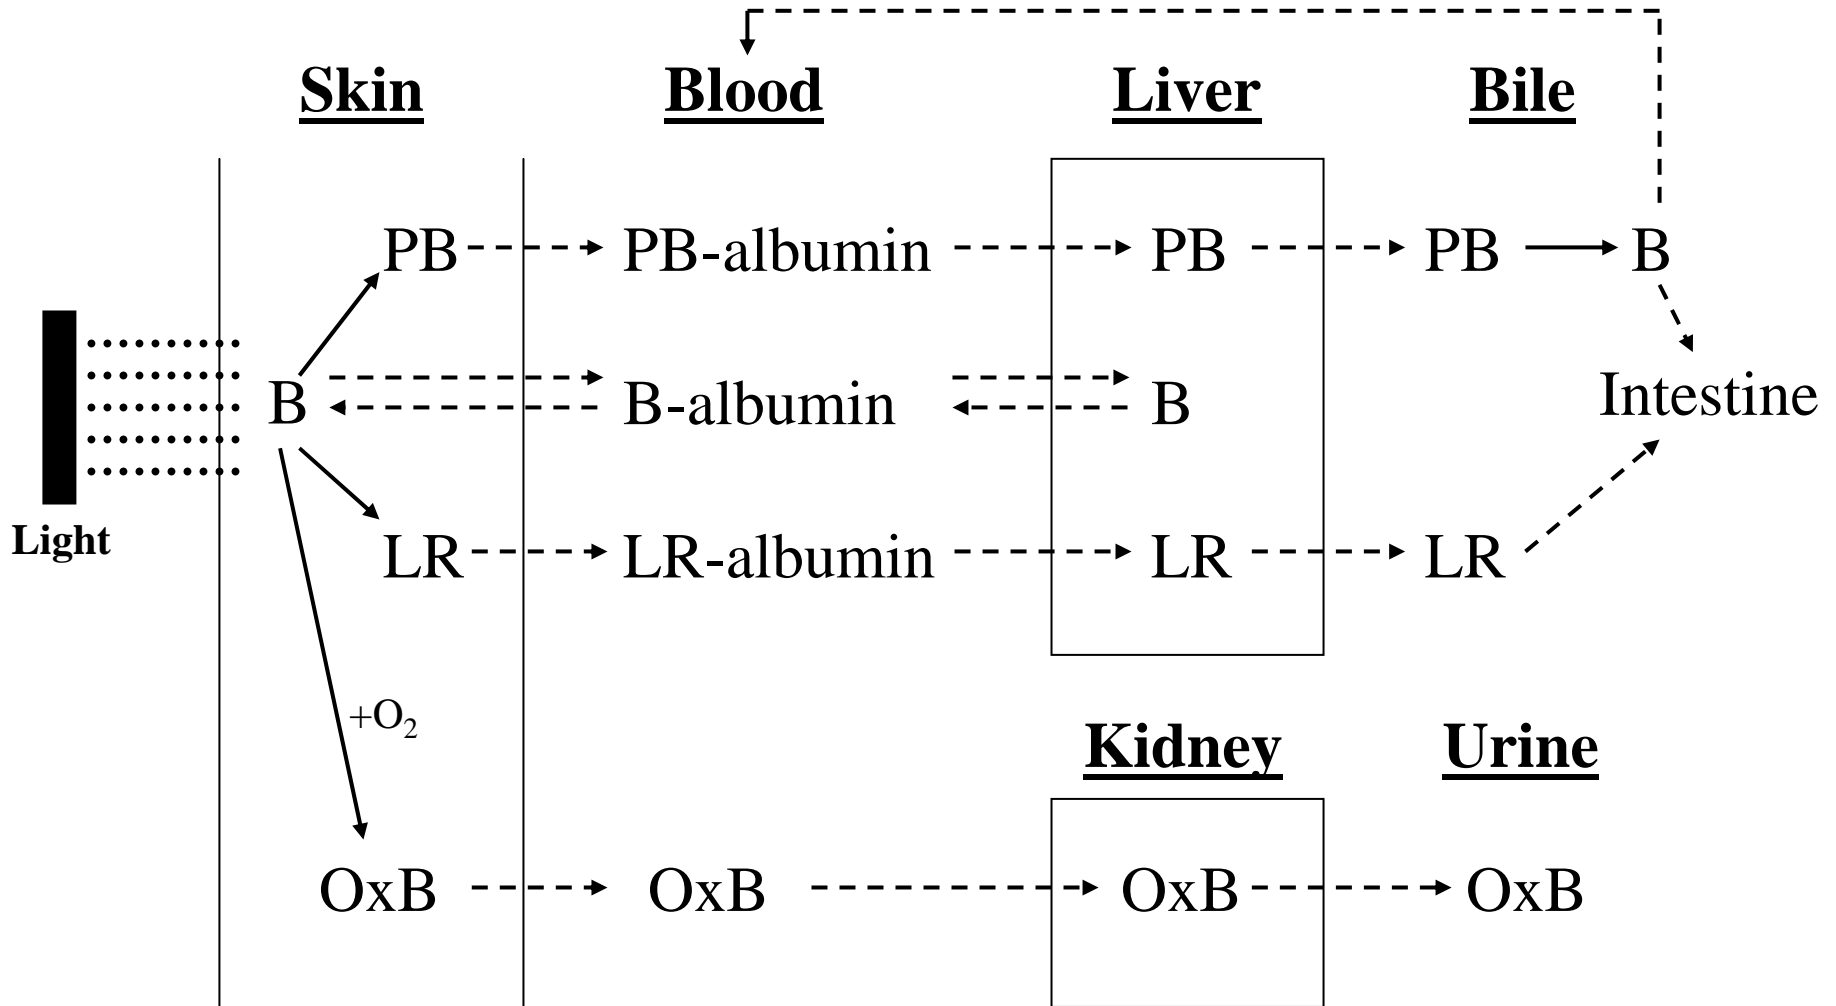 Skin Blood Liver Bile
PB PB-albumin PB PB B
B B-albumin B Intestine
Light
LR LR-albumin LR LR
+O₂
Kidney Urine
OxB OxB OxB OxB